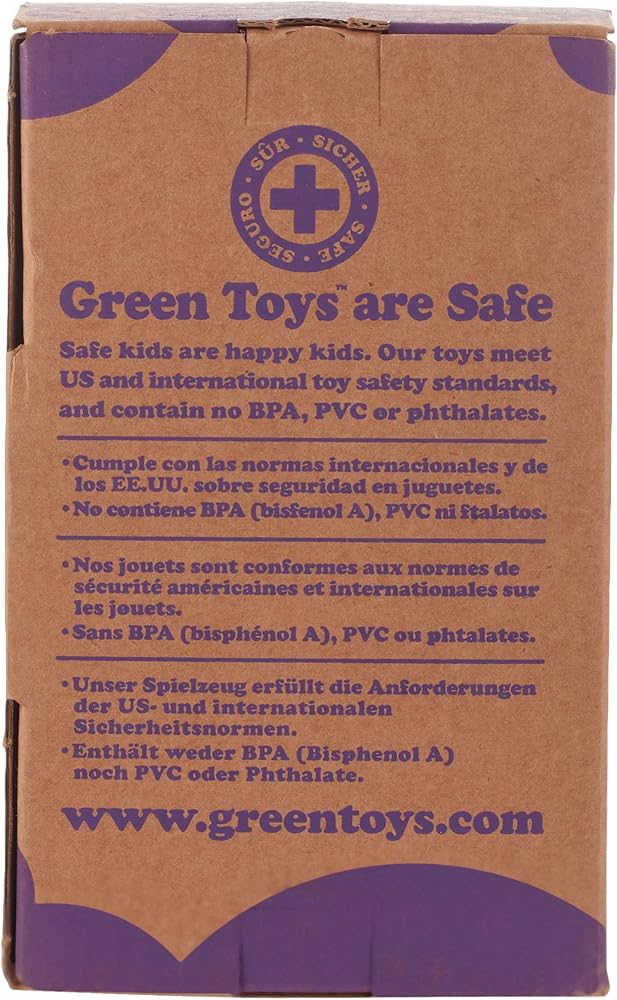 SÛR · SICHER · SAFE · SEGURO ·
Green Toys™ are Safe
Safe kids are happy kids. Our toys meet
US and international toy safety standards,
and contain no BPA, PVC or phthalates.
•Cumple con las normas internacionales y de
los EE.UU. sobre seguridad en juguetes.
•No contiene BPA (bisfenol A), PVC ni ftalatos.
•Nos jouets sont conformes aux normes de
sécurité américaines et internationales sur
les jouets.
•Sans BPA (bisphénol A), PVC ou phtalates.
•Unser Spielzeug erfüllt die Anforderungen
der US- und internationalen
Sicherheitsnormen.
•Enthält weder BPA (Bisphenol A)
noch PVC oder Phthalate.
www.greentoys.com